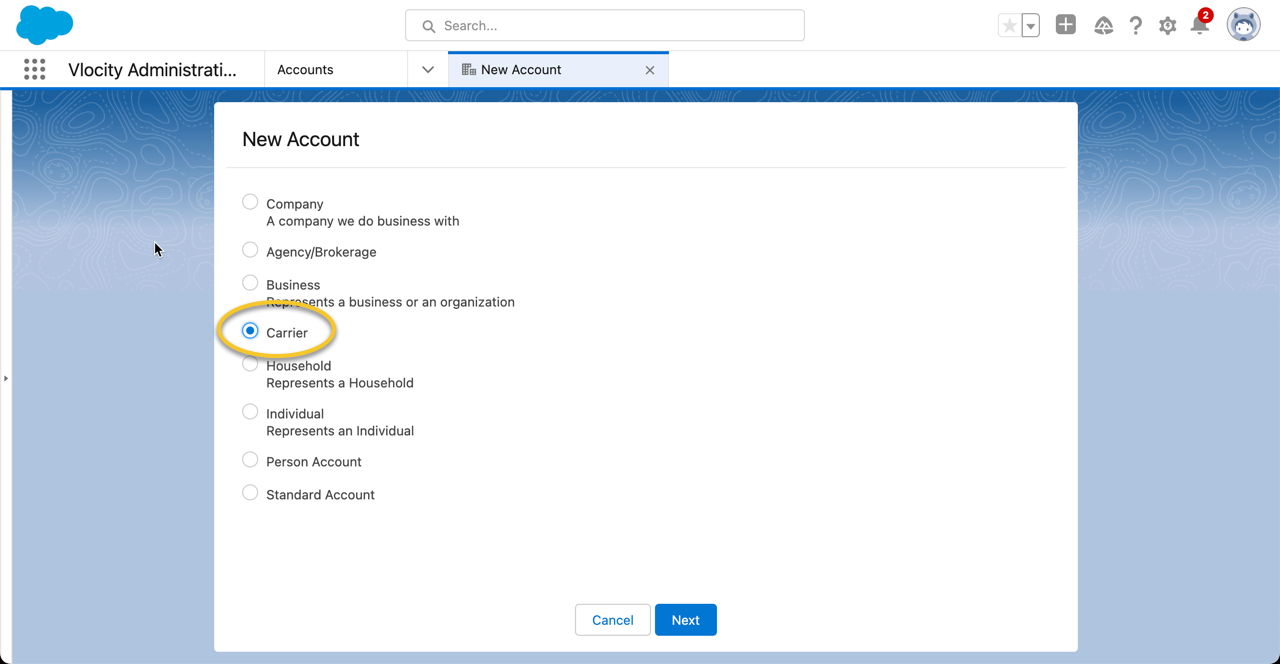 Search...
2
Vlocity Administrati...
Accounts
New Account
New Account
Company
A company we do business with
Agency/Brokerage
Business
Represents a business or an organization
Carrier
Household
Represents a Household
Individual
Represents an Individual
Person Account
Standard Account
Cancel
Next